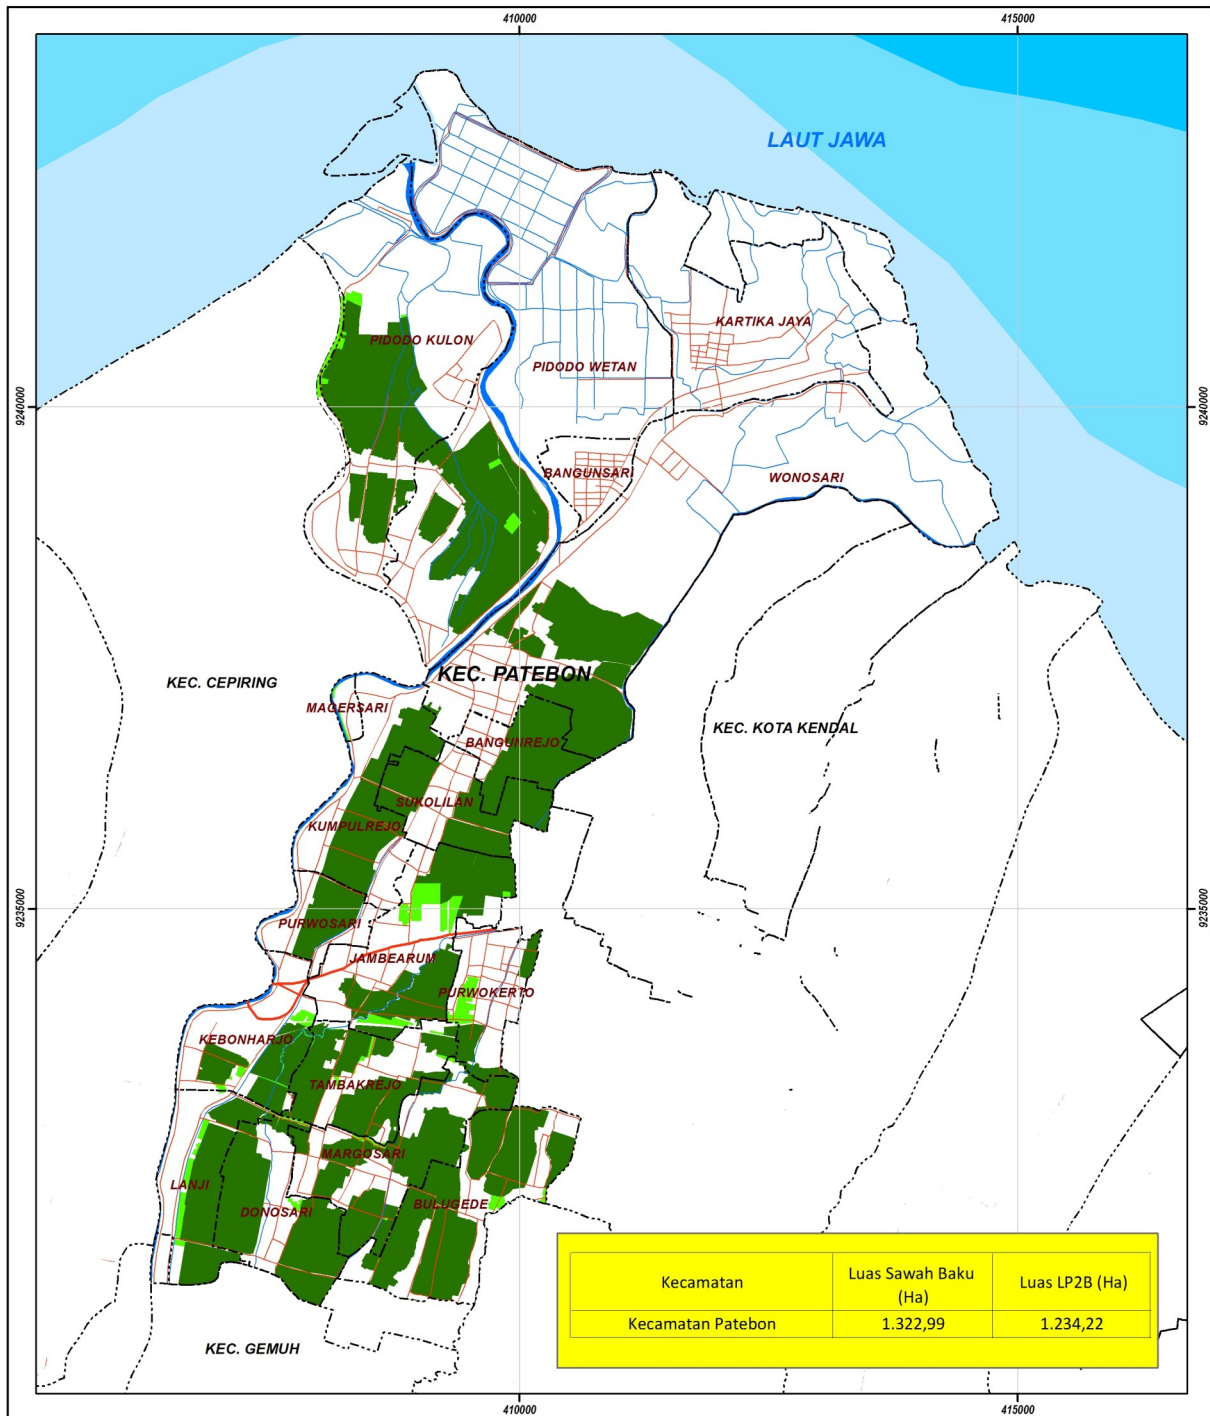 410000
415000
LAUT JAWA
KARTIKA JAYA
PIDODO KULON
PIDODO WETAN
9240000
9240000
BANGUNSARI
WONOSARI
KEC. PATEBON
KEC. CEPIRING
MAGERSARI
KEC. KOTA KENDAL
BANGUNREJO
SUKOLILAN
KUMPULREJO
9235000
9235000
PURWOSARI
JAMBEARUM
PURWOKERTO
KEBONHARJO
TAMBAKREJO
MARGOSARI
LANJI
BULUGEDE
DONOSARI
Kecamatan
Luas Sawah Baku
(Ha)
Luas LP2B (Ha)
Kecamatan Patebon
1.322,99
1.234,22
KEC. GEMUH
410000
415000